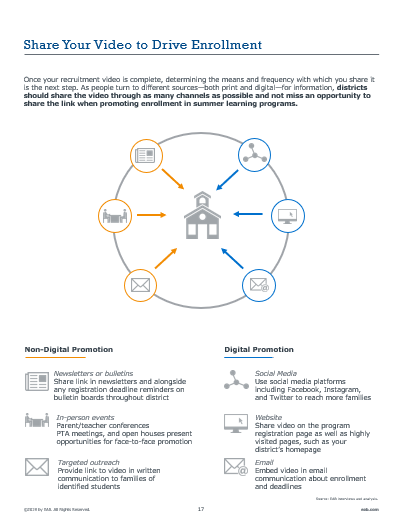 Share Your Video to Drive Enrollment
Once your recruitment video is complete, determining the means and frequency with which you share it
is the next step. As people turn to different sources—both print and digital—for information, districts
should share the video through as many channels as possible and not miss an opportunity to
share the link when promoting enrollment in summer learning programs.
Non-Digital Promotion
Newsletters or bulletins
Share link in newsletters and alongside
any registration deadline reminders on
bulletin boards throughout district
In-person events
Parent/teacher conferences
PTA meetings, and open houses present
opportunities for face-to-face promotion
Targeted outreach
Provide link to video in written
communication to families of
identified students
Digital Promotion
Social Media
Use social media platforms
including Facebook, Instagram,
and Twitter to reach more families
Website
Share video on the program
registration page as well as highly
visited pages, such as your
district's homepage
Email
Embed video in email
communication about enrollment
and deadlines
Source: EAB interviews and analysis.
©2019 by EAB. All Rights Reserved.
17
eab.com